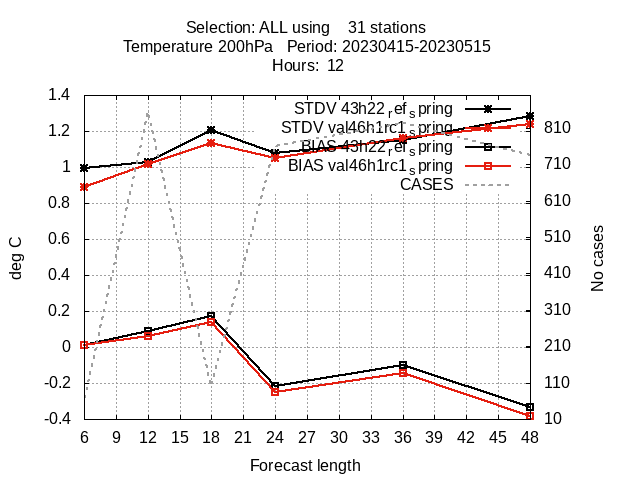 Selection: ALL using 31 stations
Temperature 200hPa Period: 20230415-20230515
Hours: 12
STDV 43h22_ref_spring
STDV val46h1rc1_spring
BIAS 43h22_ref_spring
BIAS val46h1rc1_spring
CASES
1.4
1.2
1
0.8
0.6
0.4
0.2
0
-0.2
-0.4
810
710
610
510
410
310
210
110
10
deg C
No cases
6 9 12 15 18 21 24 27 30 33 36 39 42 45 48
Forecast length